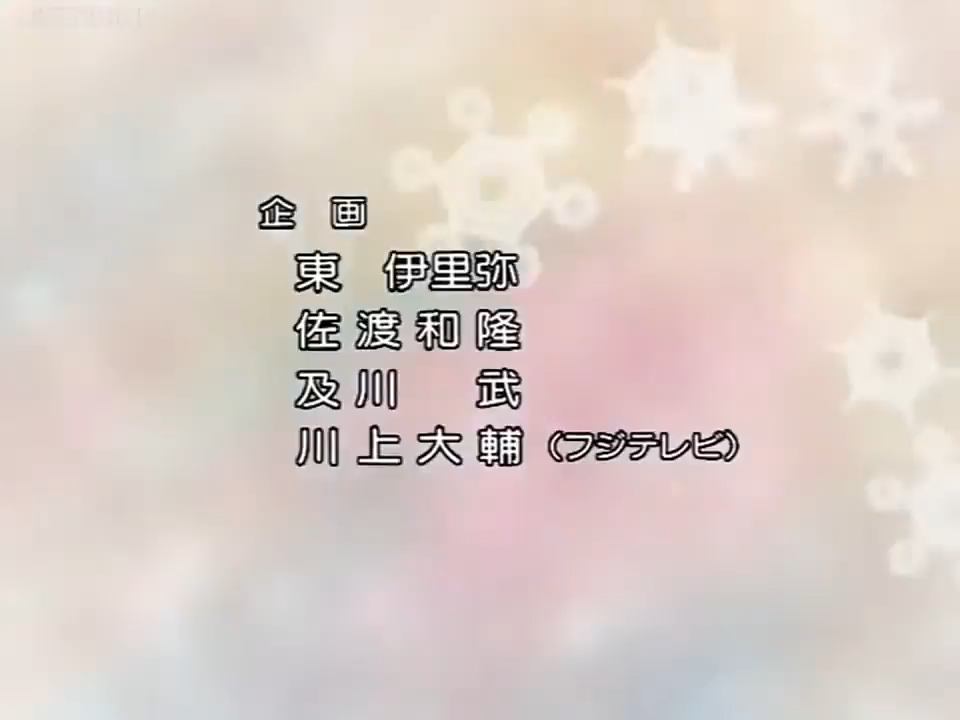 企画
東 伊里弥
佐渡和隆
及川 武
川上大輔（フジテレビ）